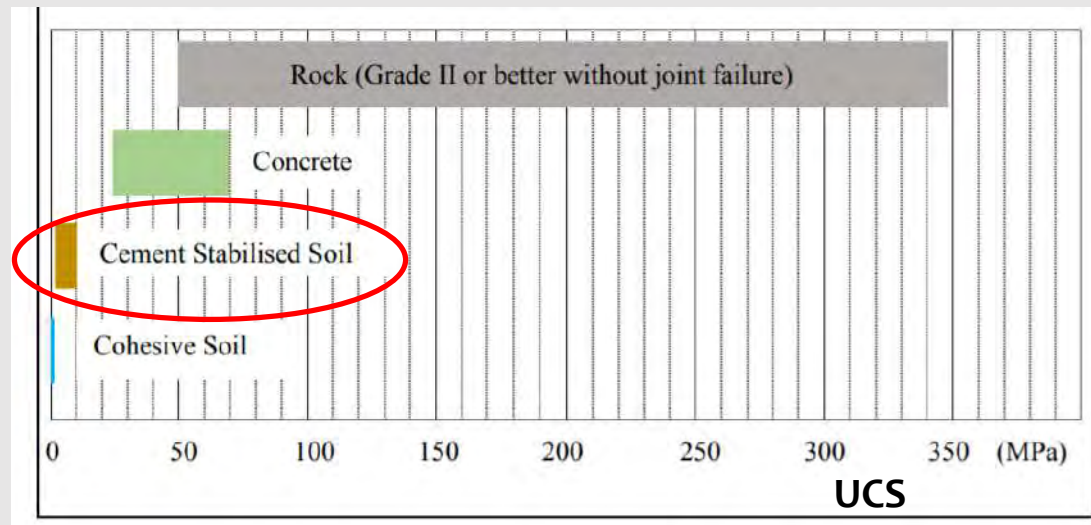 Rock (Grade II or better without joint failure)
Concrete
Cement Stabilised Soil
Cohesive Soil
0 50 100 150 200 250 300 350 (MPa)
UCS